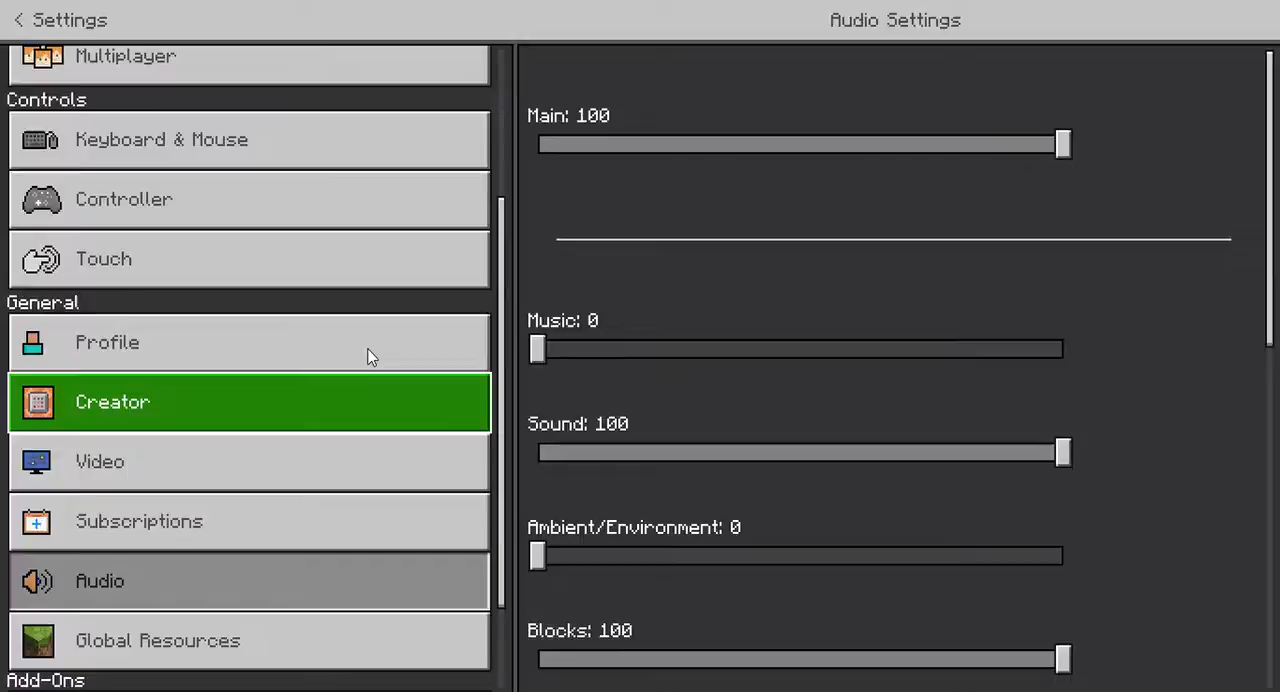 Settings
Audio Settings
Multiplayer
Controls
Keyboard & Mouse
Controller
Touch
General
Profile
Creator
Video
Subscriptions
Audio
Global Resources
Add-Ons
Main: 100
Music: 0
Sound: 100
Ambient/Environment: 0
Blocks: 100